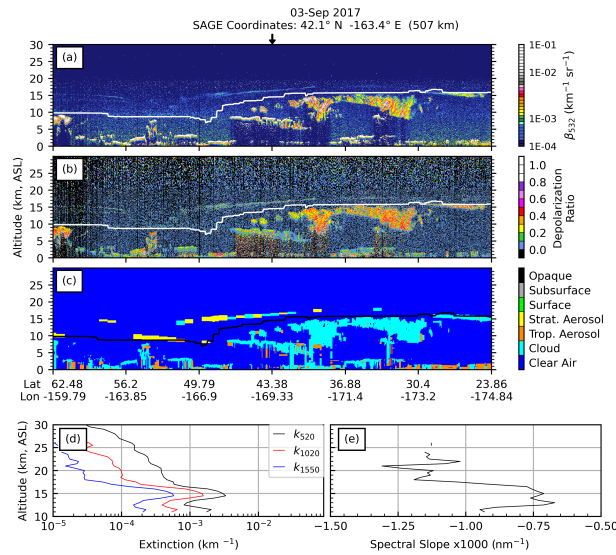 03-Sep 2017
SAGE Coordinates: 42.1° N -163.4° E (507 km)
(a)
30
25
20
15
10
5
0
1E-01
1E-02
1E-03
1E-04
β532 (km⁻¹ sr⁻¹)
(b)
30
25
20
15
10
5
0
Altitude (km, ASL)
1.0
0.8
0.6
0.4
0.2
0.0
Depolarization
Ratio
(c)
30
25
20
15
10
5
0
Opaque
Subsurface
Surface
Strat. Aerosol
Trop. Aerosol
Cloud
Clear Air
Lat 62.48 56.2 49.79 43.38 36.88 30.4 23.86
Lon -159.79 -163.85 -166.9 -169.33 -171.4 -173.2 -174.84
(d)
30
25
20
15
10
Altitude (km, ASL)
k520
k1020
k1550
10⁻⁵ 10⁻⁴ 10⁻³ 10⁻²
Extinction (km⁻¹)
(e)
-1.50 -1.25 -1.00 -0.75 -0.50
Spectral Slope x1000 (nm⁻¹)